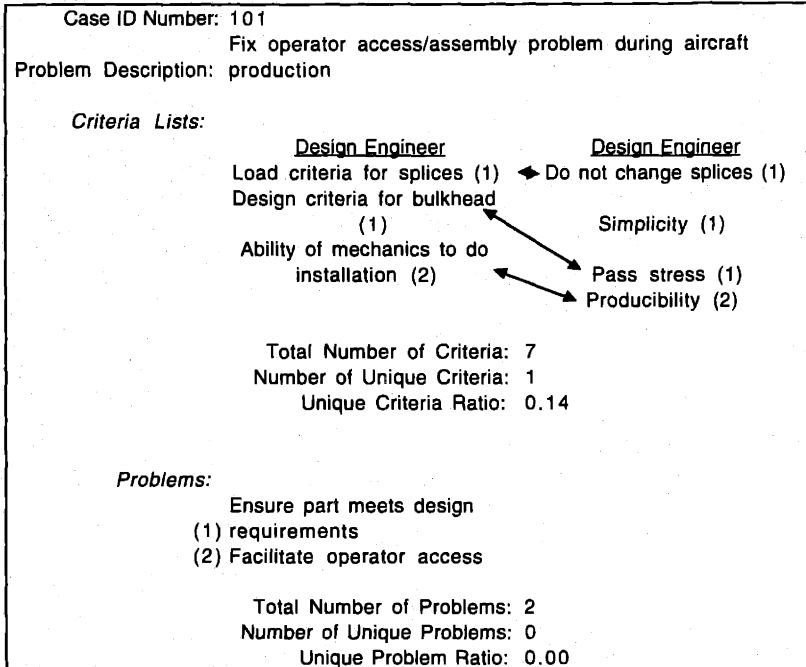 Case ID Number: 101
Fix operator access/assembly problem during aircraft
Problem Description: production
Criteria Lists:
Design Engineer Design Engineer
Load criteria for splices (1) Do not change splices (1)
Design criteria for bulkhead
(1) Simplicity (1)
Ability of mechanics to do
installation (2) Pass stress (1)
Producibility (2)
Total Number of Criteria: 7
Number of Unique Criteria: 1
Unique Criteria Ratio: 0.14
Problems:
Ensure part meets design
(1) requirements
(2) Facilitate operator access
Total Number of Problems: 2
Number of Unique Problems: 0
Unique Problem Ratio: 0.00